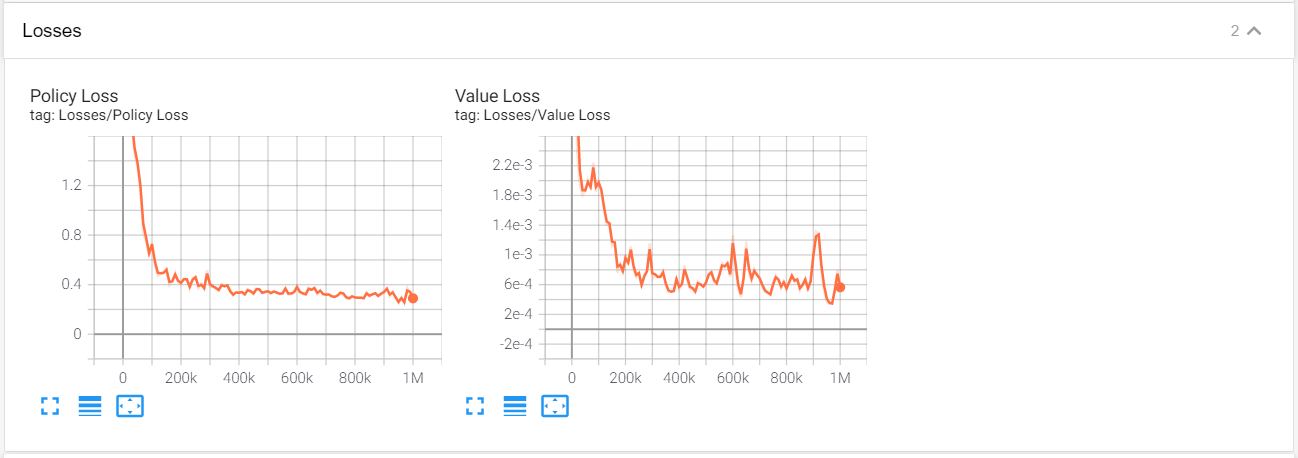 Losses
2
Policy Loss
tag: Losses/Policy Loss
1.2
0.8
0.4
0
0 200k 400k 600k 800k 1M
Value Loss
tag: Losses/Value Loss
2.2e-3
1.8e-3
1.4e-3
1e-3
6e-4
2e-4
-2e-4
0 200k 400k 600k 800k 1M